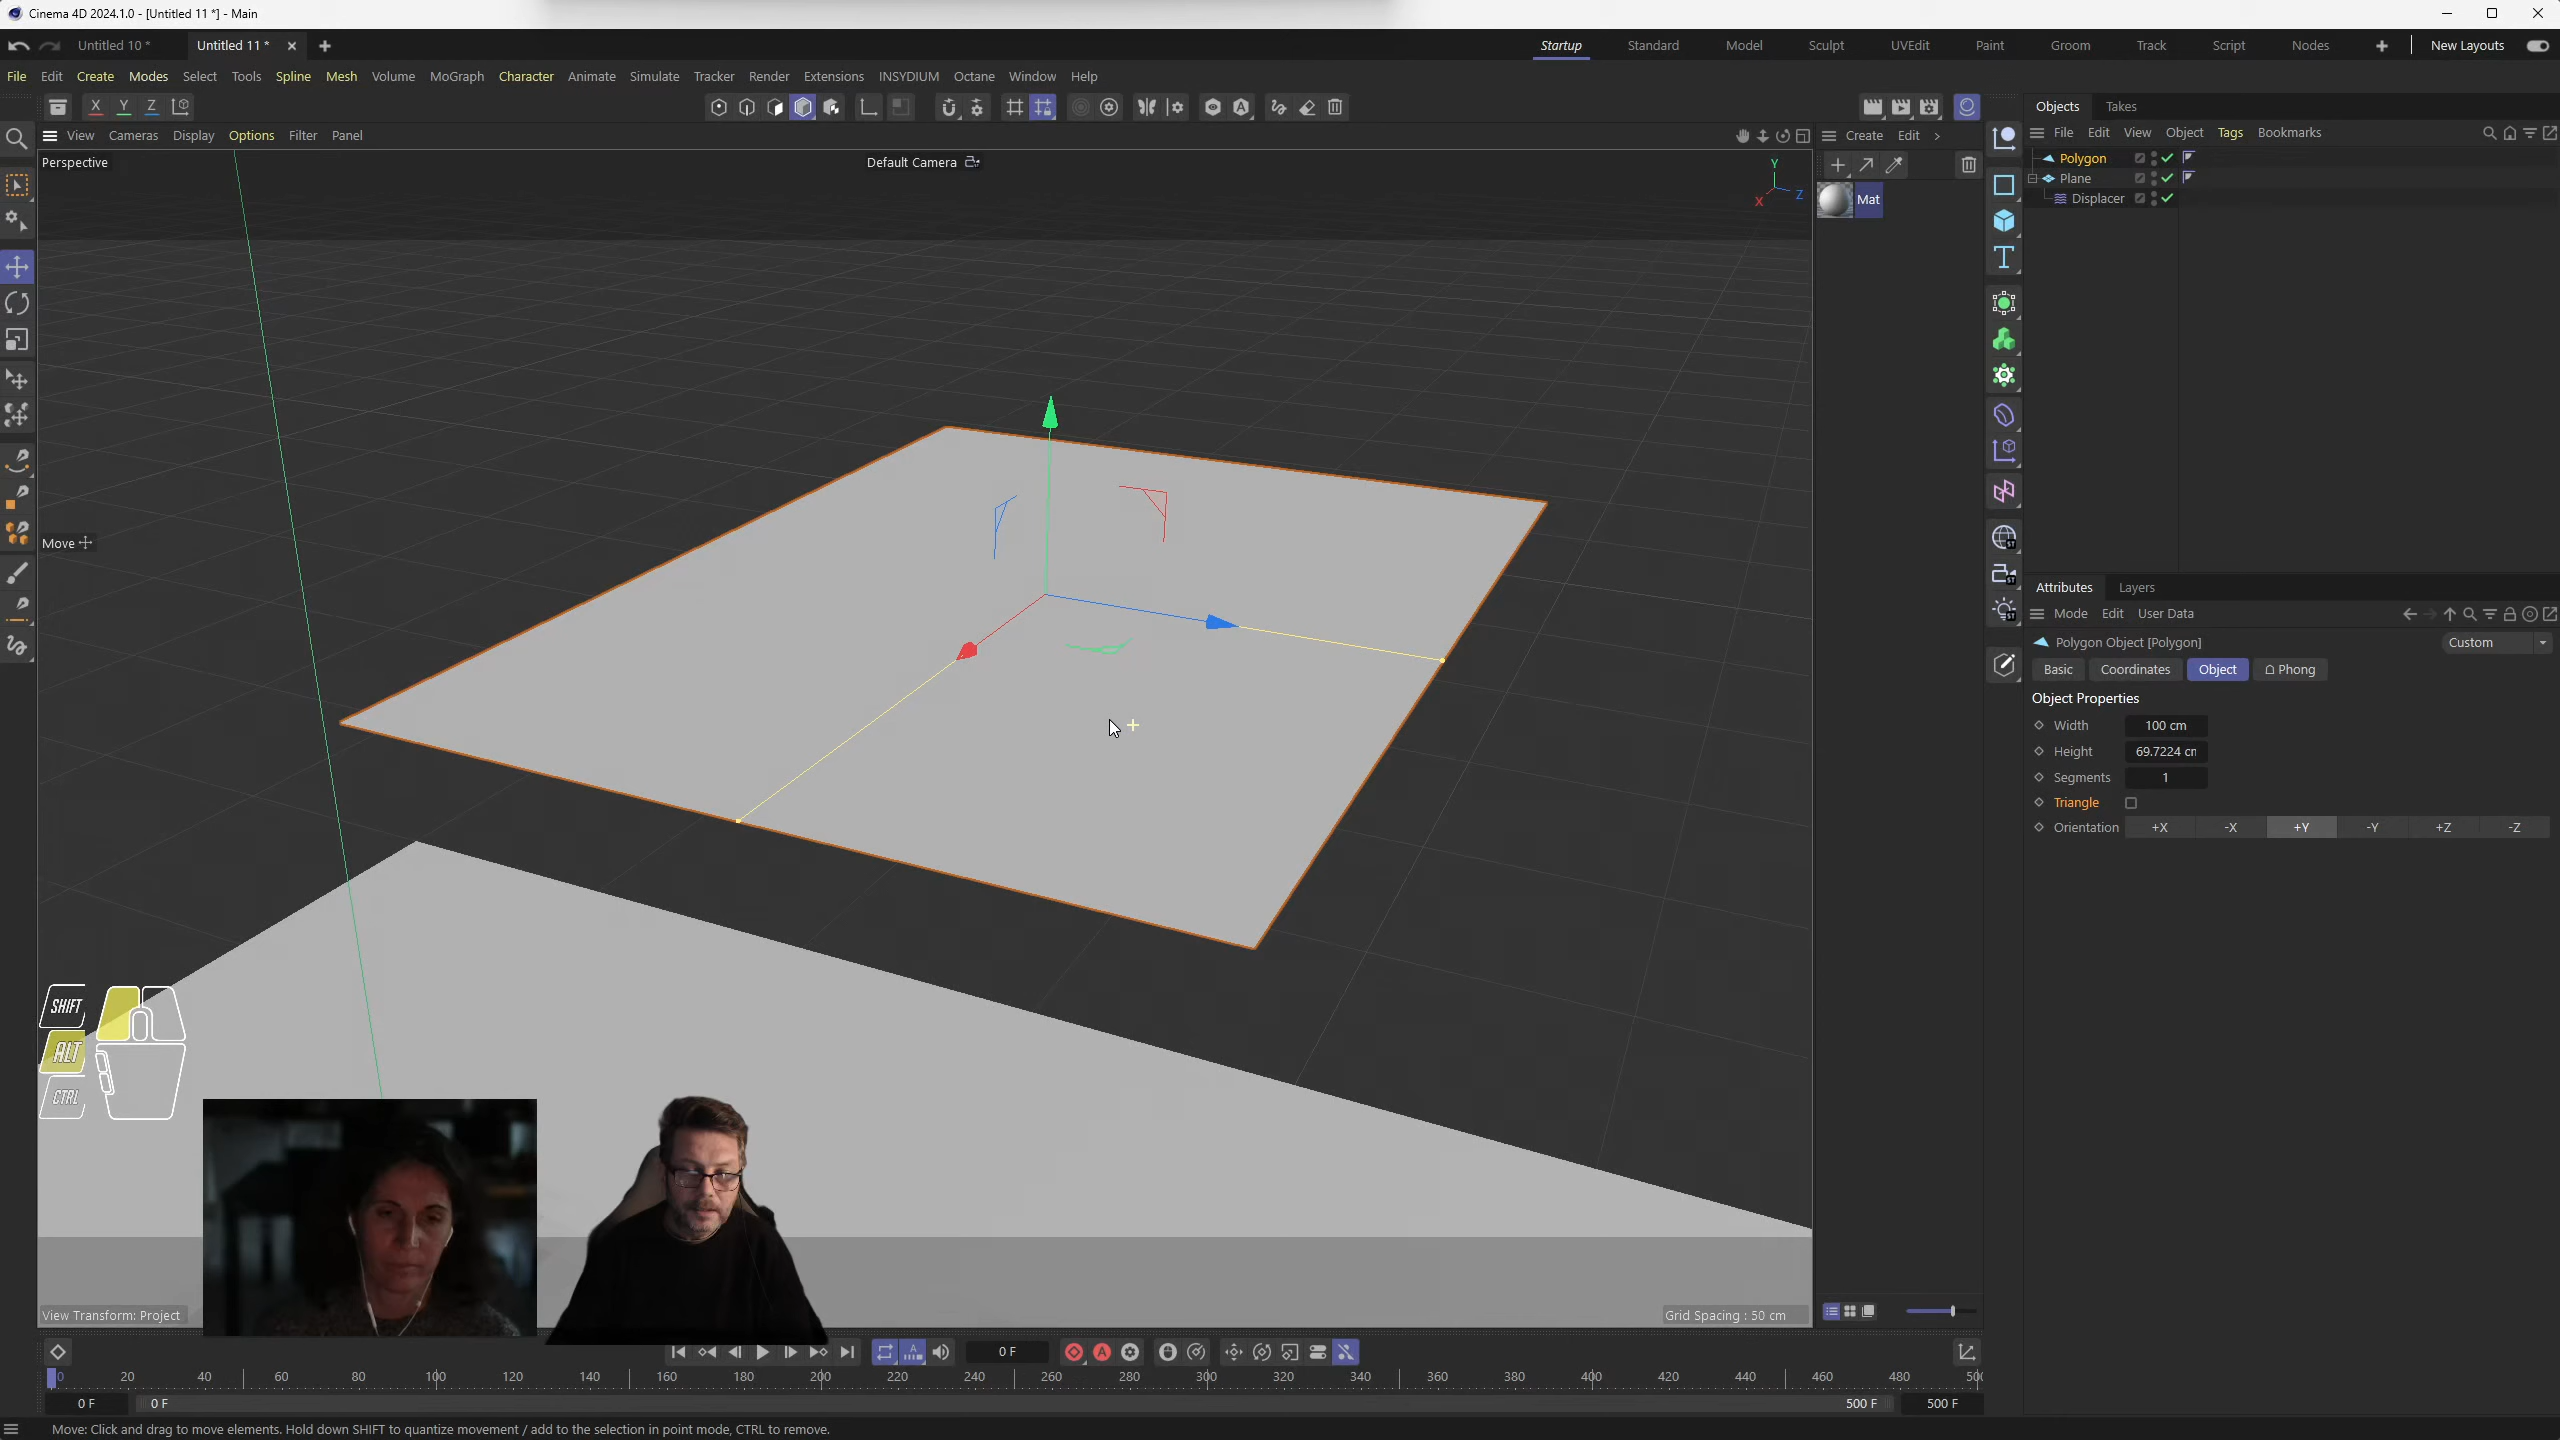 Cinema 4D 2024.1.0 - [Untitled 11 *] - Main
Untitled 10 *
Untitled 11 *
Startup
Standard
Model
Sculpt
UVEdit
Paint
Groom
Track
Script
Nodes
New Layouts
File
Edit
Create
Modes
Select
Tools
Spline
Mesh
Volume
MoGraph
Character
Animate
Simulate
Tracker
Render
Extensions
INSYDIUM
Octane
Window
Help
X
Y
Z
Objects
Takes
View
Cameras
Display
Options
Filter
Panel
Create
Edit
File
Edit
View
Object
Tags
Bookmarks
Perspective
Default Camera
Y
X
Z
Mat
Polygon
Plane
Displacer
Move
Attributes
Layers
Mode
Edit
User Data
Polygon Object [Polygon]
Custom
Basic
Coordinates
Object
Phong
Object Properties
Width
100 cm
Height
69.7224 cm
Segments
1
Triangle
Orientation
+X
-X
+Y
-Y
+Z
-Z
SHIFT
ALT
CTRL
View Transform: Project
Grid Spacing : 50 cm
0 F
0
20
40
60
80
100
120
140
160
180
200
220
240
260
280
300
320
340
360
380
400
420
440
460
480
500
0 F
0 F
500 F
500 F
Move: Click and drag to move elements. Hold down SHIFT to quantize movement / add to the selection in point mode, CTRL to remove.